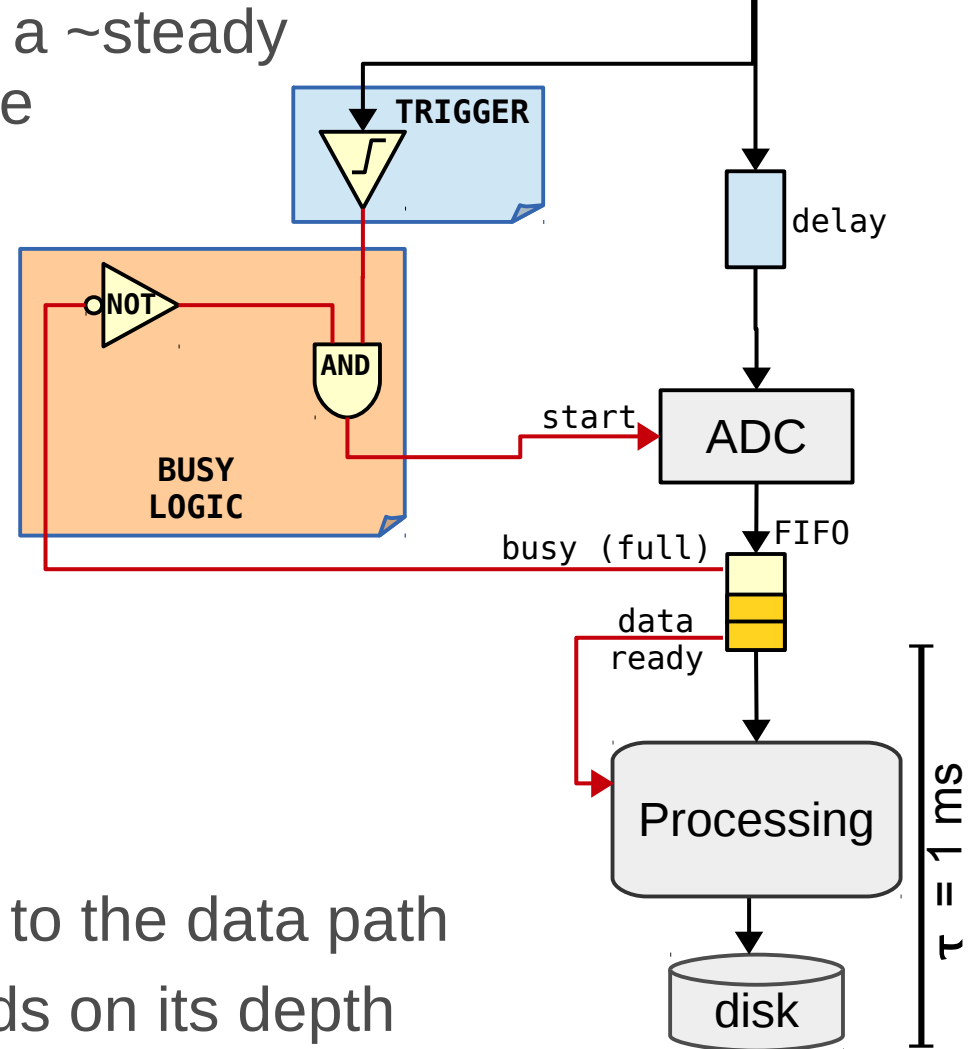 a ~steady
e
TRIGGER
delay
NOT
AND
start
ADC
BUSY
LOGIC
FIFO
busy (full)
data
ready
Processing
τ = 1 ms
to the data path
ds on its depth
disk